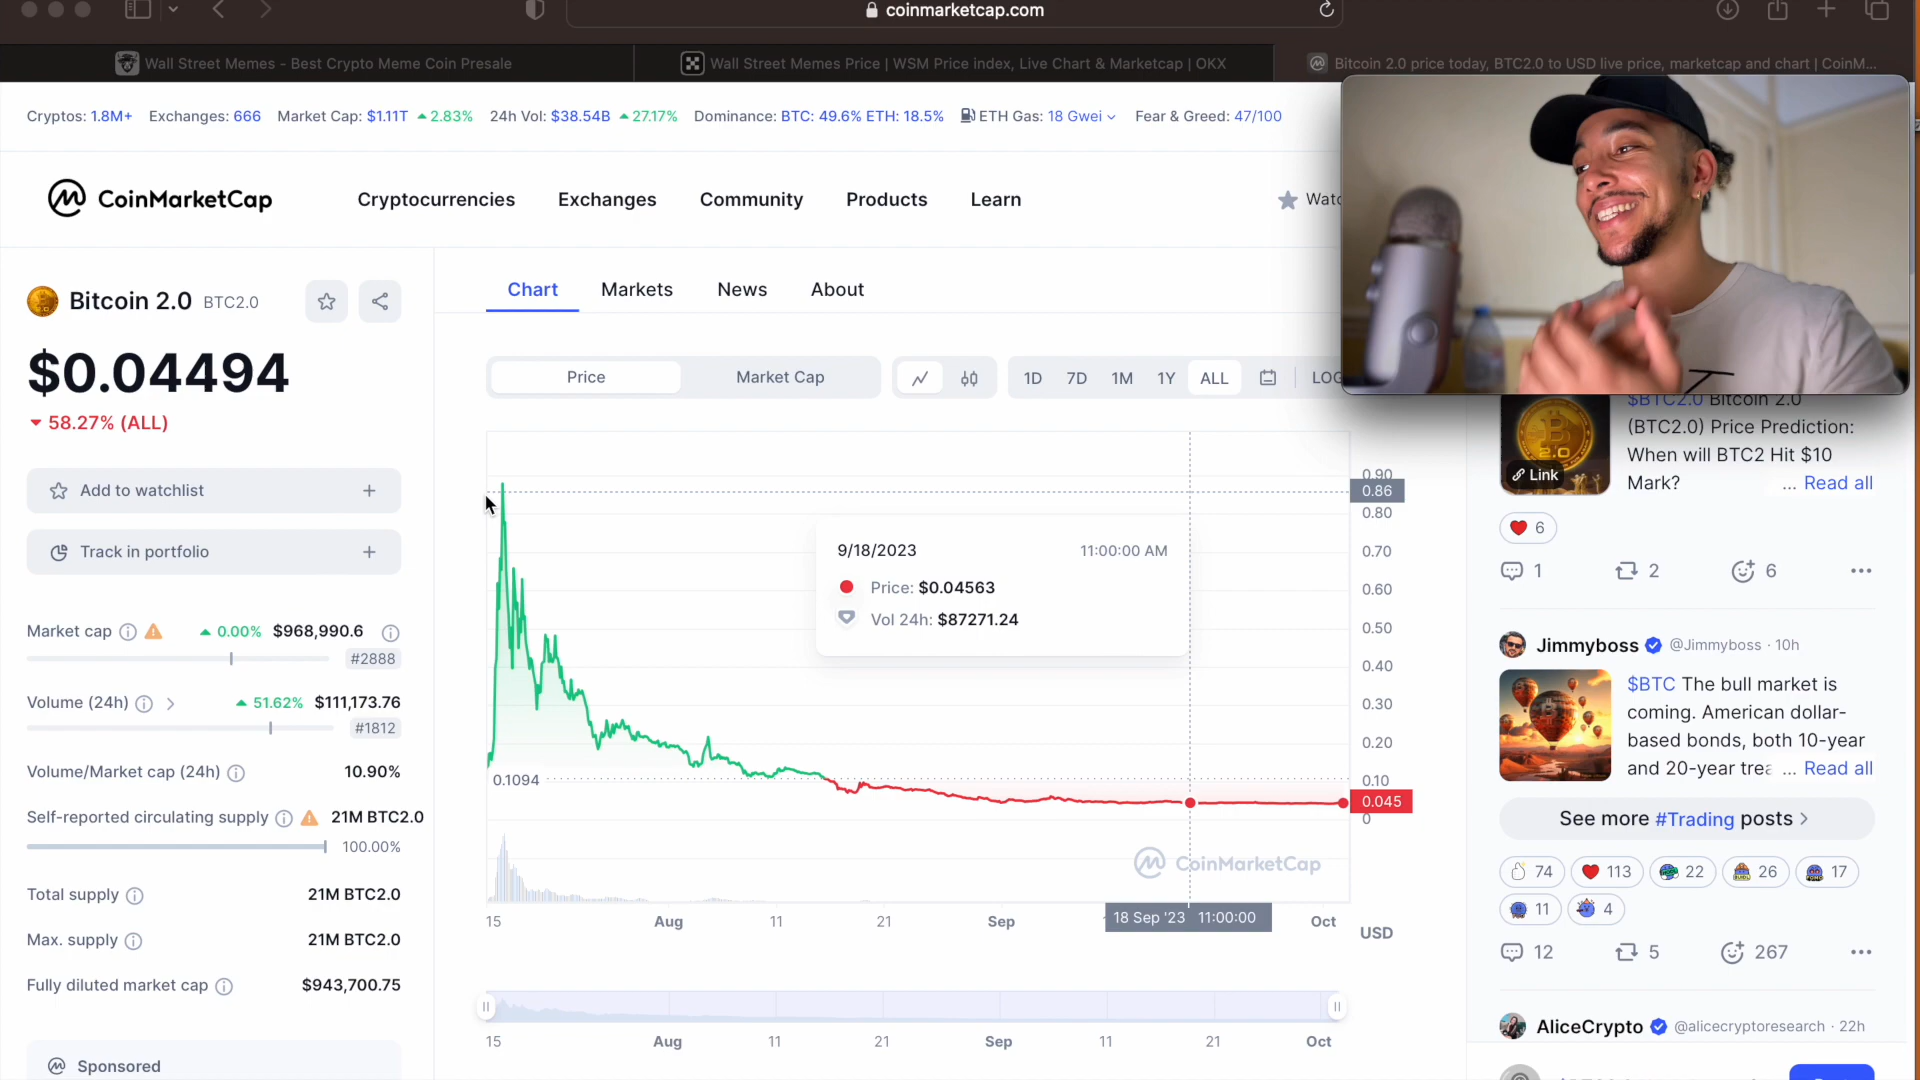 coinmarketcap.com
Wall Street Memes - Best Crypto Meme Coin Presale
Wall Street Memes Price | WSM Price index, Live Chart & Marketcap | OKX
Bitcoin 2.0 price today, BTC2.0 to USD live price, marketcap and chart | CoinM...
Cryptos: 1.8M+ Exchanges: 666 Market Cap: $1.11T 2.83% 24h Vol: $38.54B 27.17% Dominance: BTC: 49.6% ETH: 18.5% ETH Gas: 18 Gwei Fear & Greed: 47/100
CoinMarketCap
Cryptocurrencies Exchanges Community Products Learn
Bitcoin 2.0 BTC2.0
$0.04494
58.27% (ALL)
Add to watchlist +
Track in portfolio +
Market cap 0.00% $968,990.6
#2888
Volume (24h) 51.62% $111,173.76
#1812
Volume/Market cap (24h) 10.90%
Self-reported circulating supply 21M BTC2.0
100.00%
Total supply 21M BTC2.0
Max. supply 21M BTC2.0
Fully diluted market cap $943,700.75
Sponsored
Chart Markets News About
Price Market Cap 1D 7D 1M 1Y ALL LOG
0.90
0.86
0.80
0.70
0.60
0.50
0.40
0.30
0.20
0.10
0.045
0
9/18/2023 11:00:00 AM
Price: $0.04563
Vol 24h: $87271.24
0.1094
CoinMarketCap
15 Aug 11 21 Sep 18 Sep '23 11:00:00 Oct
USD
15 Aug 11 21 Sep 11 21 Oct
$BTC2.0 Bitcoin 2.0
(BTC2.0) Price Prediction:
When will BTC2 Hit $10
Mark? ... Read all
Link
6
1 2 6
Jimmyboss @Jimmyboss · 10h
$BTC The bull market is
coming. American dollar-
based bonds, both 10-year
and 20-year trea ... Read all
See more #Trading posts
74 113 22 26 17
11 4
12 5 267
AliceCrypto @alicecryptoresearch · 22h